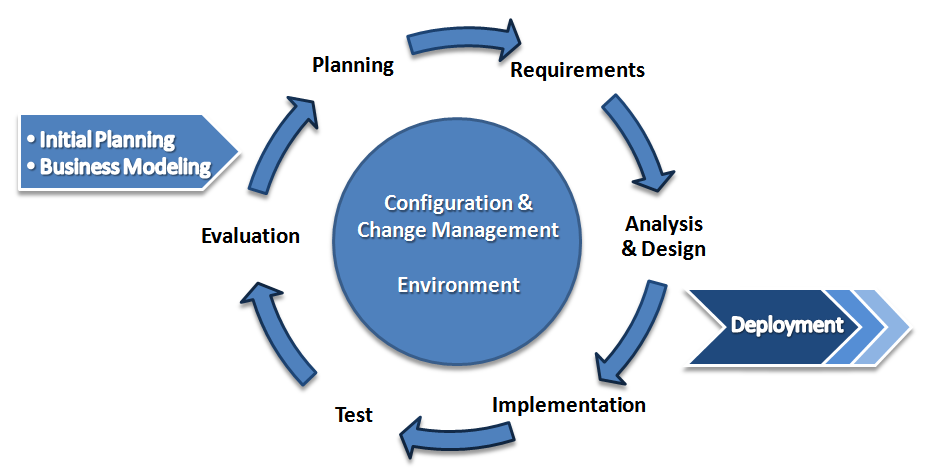 Planning
Requirements
• Initial Planning
• Business Modeling
Configuration &
Change Management
Environment
Evaluation
Analysis
& Design
Deployment
Implementation
Test